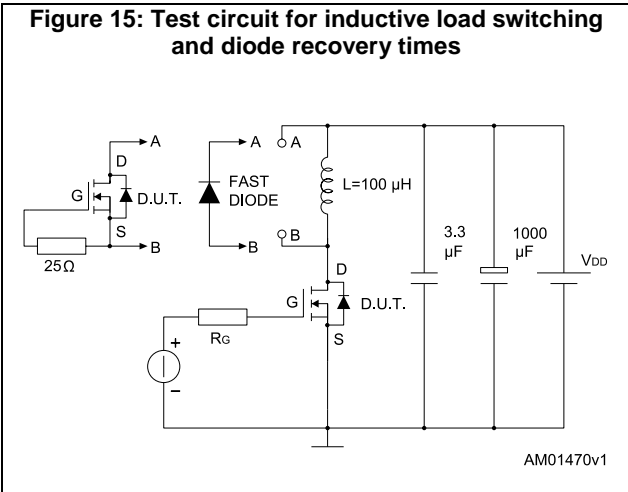 Figure 15: Test circuit for inductive load switching
and diode recovery times
A
D
G
D.U.T.
S
B
25Ω
A
FAST
DIODE
B
A
L=100 µH
B
D
G
D.U.T.
S
RG
+
−
3.3
µF
1000
µF
VDD
AM01470v1